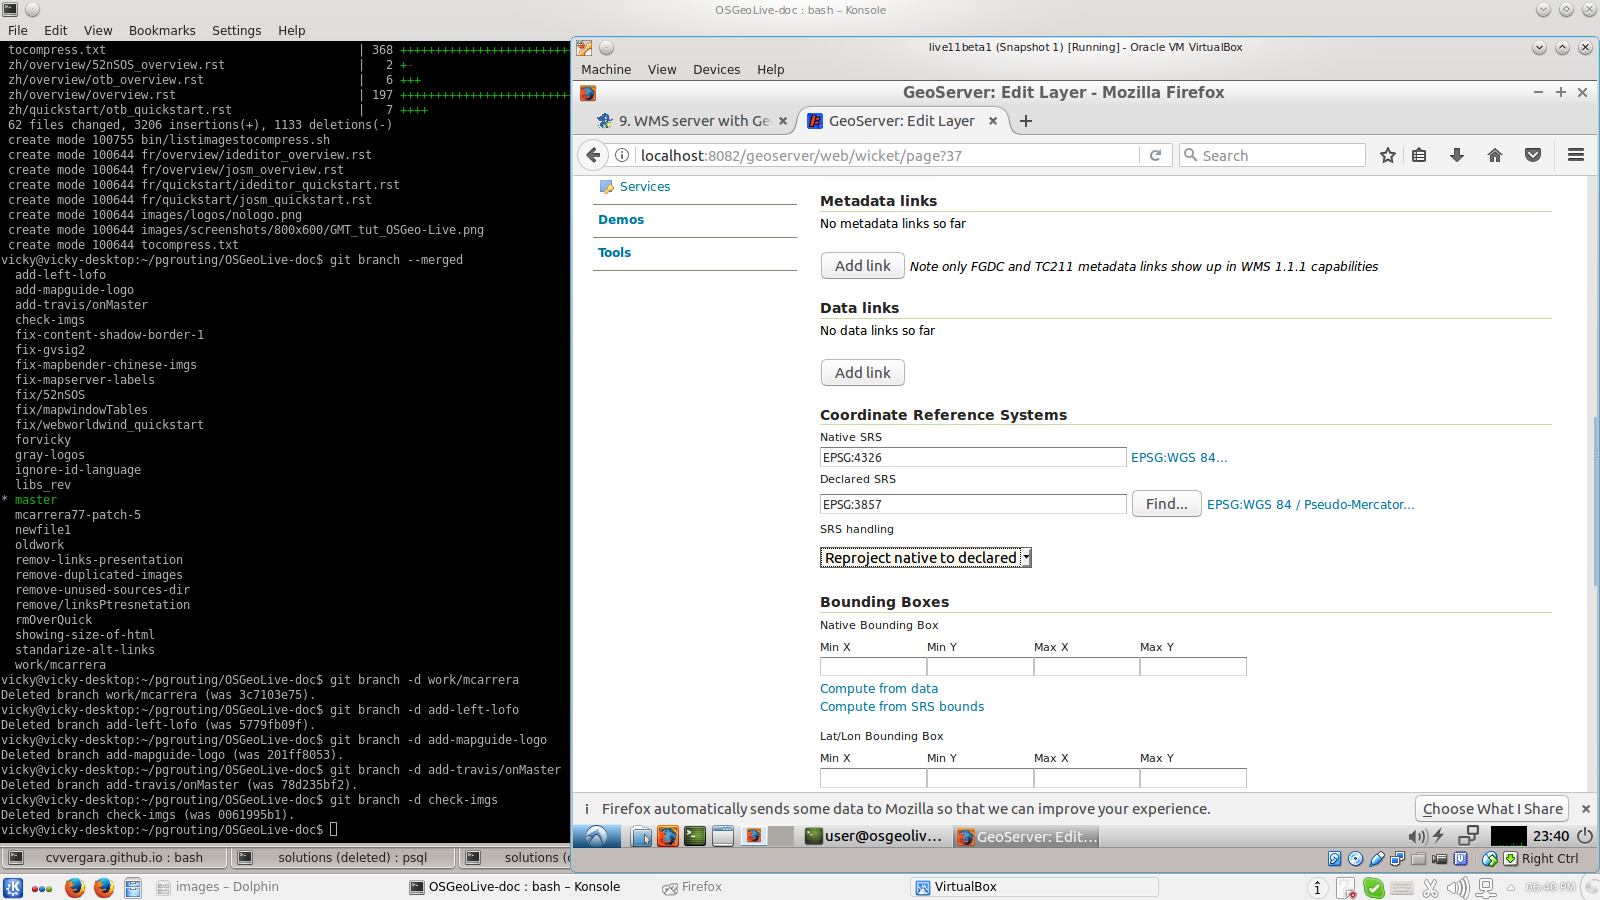 OSGeoLive-doc : bash – Konsole
File Edit View Bookmarks Settings Help
tocompress.txt | 368 ++++++++++++++++++++++++
zh/overview/52nSOS_overview.rst | 2 +-
zh/overview/otb_overview.rst | 6 +++
zh/overview/overview.rst | 197 ++++++++++++++++++++++++
zh/quickstart/otb_quickstart.rst | 7 ++++
62 files changed, 3206 insertions(+), 1133 deletions(-)
create mode 100755 bin/listimagestocompress.sh
create mode 100644 fr/overview/ideditor_overview.rst
create mode 100644 fr/overview/josm_overview.rst
create mode 100644 fr/quickstart/ideditor_quickstart.rst
create mode 100644 fr/quickstart/josm_quickstart.rst
create mode 100644 images/logos/nologo.png
create mode 100644 images/screenshots/800x600/GMT_tut_OSGeo-Live.png
create mode 100644 tocompress.txt
vicky@vicky-desktop:~/pgrouting/OSGeoLive-doc$ git branch --merged
add-left-lofo
add-mapguide-logo
add-travis/onMaster
check-imgs
fix-content-shadow-border-1
fix-gvsig2
fix-mapbender-chinese-imgs
fix-mapserver-labels
fix/52nSOS
fix/mapwindowTables
fix/webworldwind_quickstart
forvicky
gray-logos
ignore-id-language
libs_rev
* master
mcarrera77-patch-5
newfile1
oldwork
remov-links-presentation
remove-duplicated-images
remove-unused-sources-dir
remove/linksPtresnetation
rmOverQuick
showing-size-of-html
standarize-alt-links
work/mcarrera
vicky@vicky-desktop:~/pgrouting/OSGeoLive-doc$ git branch -d work/mcarrera
Deleted branch work/mcarrera (was 3c7103e75).
vicky@vicky-desktop:~/pgrouting/OSGeoLive-doc$ git branch -d add-left-lofo
Deleted branch add-left-lofo (was 5779fb09f).
vicky@vicky-desktop:~/pgrouting/OSGeoLive-doc$ git branch -d add-mapguide-logo
Deleted branch add-mapguide-logo (was 201ff8053).
vicky@vicky-desktop:~/pgrouting/OSGeoLive-doc$ git branch -d add-travis/onMaster
Deleted branch add-travis/onMaster (was 78d235bf2).
vicky@vicky-desktop:~/pgrouting/OSGeoLive-doc$ git branch -d check-imgs
Deleted branch check-imgs (was 0061995b1).
vicky@vicky-desktop:~/pgrouting/OSGeoLive-doc$
live11beta1 (Snapshot 1) [Running] - Oracle VM VirtualBox
Machine View Devices Help
GeoServer: Edit Layer - Mozilla Firefox
9. WMS server with Ge
GeoServer: Edit Layer
localhost:8082/geoserver/web/wicket/page?37
Search
Services
Demos
Tools
Metadata links
No metadata links so far
Add link Note only FGDC and TC211 metadata links show up in WMS 1.1.1 capabilities
Data links
No data links so far
Add link
Coordinate Reference Systems
Native SRS
EPSG:4326 EPSG:WGS 84...
Declared SRS
EPSG:3857 Find... EPSG:WGS 84 / Pseudo-Mercator...
SRS handling
Reproject native to declared
Bounding Boxes
Native Bounding Box
Min X Min Y Max X Max Y
Compute from data
Compute from SRS bounds
Lat/Lon Bounding Box
Min X Min Y Max X Max Y
Firefox automatically sends some data to Mozilla so that we can improve your experience. Choose What I Share
user@osgeoliv... GeoServer: Edit... 23:40
Right Ctrl
cvvergara.github.io : bash
solutions (deleted) : psql
solutions (d
images – Dolphin
OSGeoLive-doc : bash – Konsole
Firefox
VirtualBox
06:40 PM